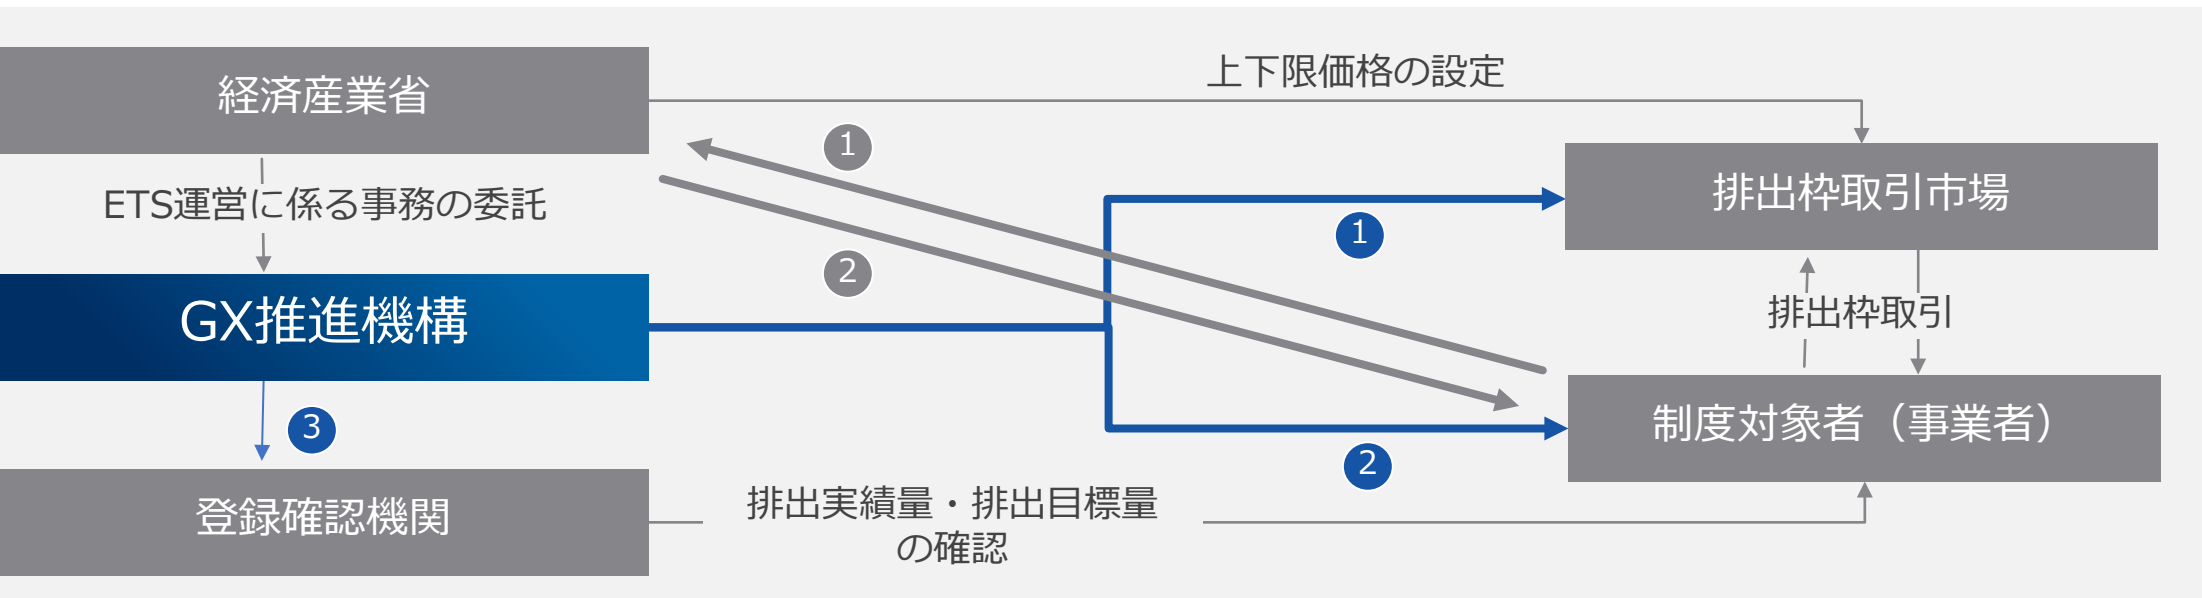 上下限価格の設定
経済産業省
1
排出枠取引市場
ETS運営に係る事務の委託
1
2
GX推進機構
排出枠取引
制度対象者（事業者）
3
2
登録確認機関
排出実績量・排出目標量
の確認